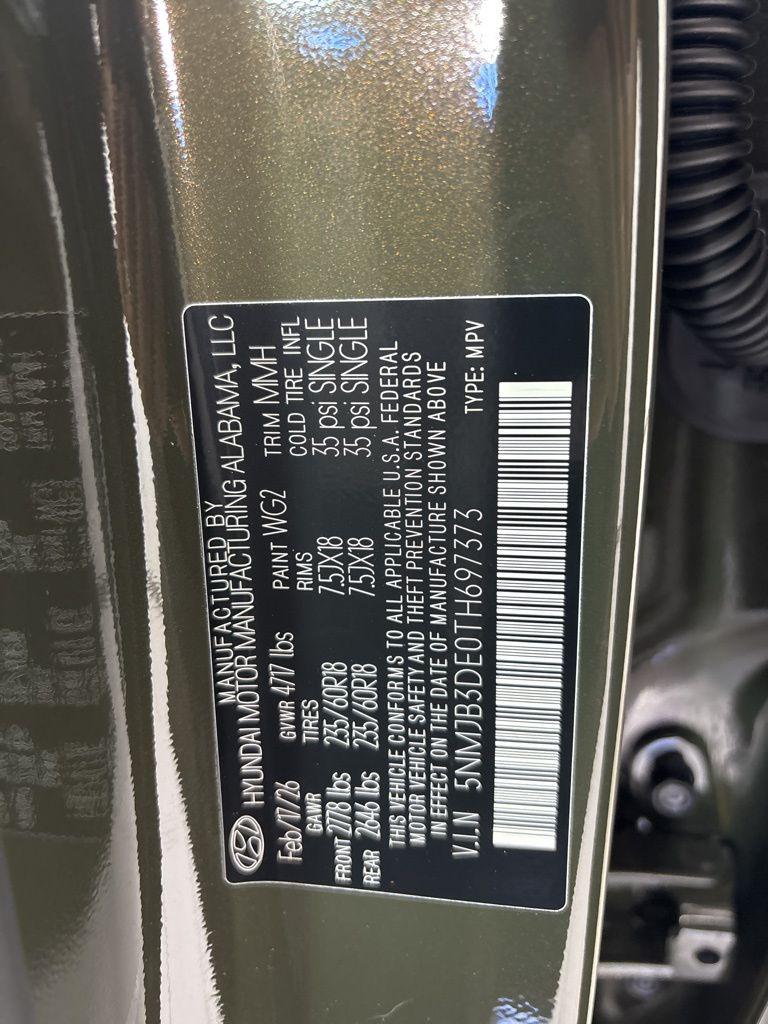 MANUFACTURED BY
HYUNDAI MOTOR MANUFACTURING ALABAMA, LLC
Feb/17/26 GVWR 4717 lbs PAINT WG2 TRIM MMH
GAWR TIRES RIMS COLD TIRE INFL
FRONT 2778 lbs 235/60R18 7.5JX18 35 psi SINGLE
REAR 2646 lbs 235/60R18 7.5JX18 35 psi SINGLE
THIS VEHICLE CONFORMS TO ALL APPLICABLE U.S.A. FEDERAL
MOTOR VEHICLE SAFETY AND THEFT PREVENTION STANDARDS
IN EFFECT ON THE DATE OF MANUFACTURE SHOWN ABOVE
V.I.N 5NMJB3DE0TH697373 TYPE: MPV